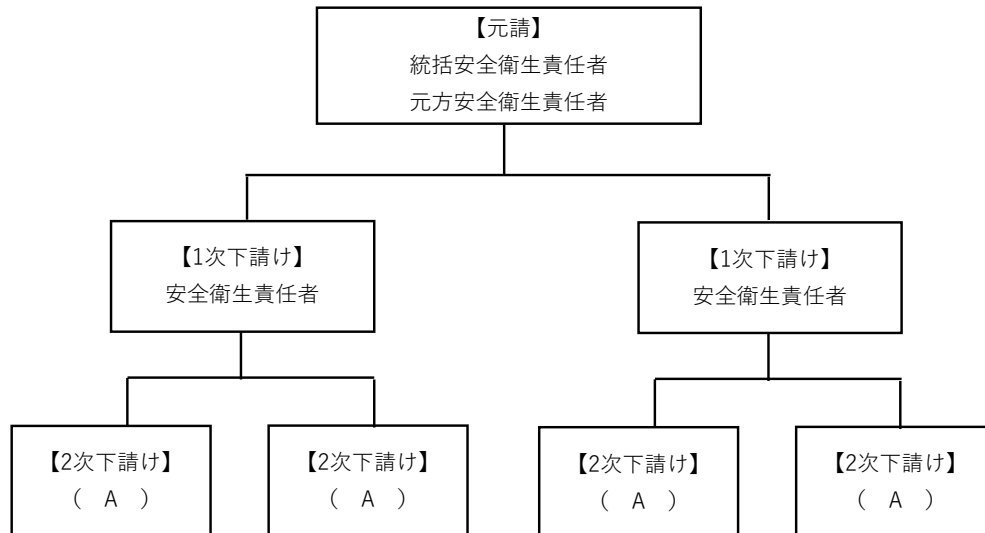 【元請】
統括安全衛生責任者
元方安全衛生責任者
【1次下請け】
安全衛生責任者
【1次下請け】
安全衛生責任者
【2次下請け】
（　A　）
【2次下請け】
（　A　）
【2次下請け】
（　A　）
【2次下請け】
（　A　）